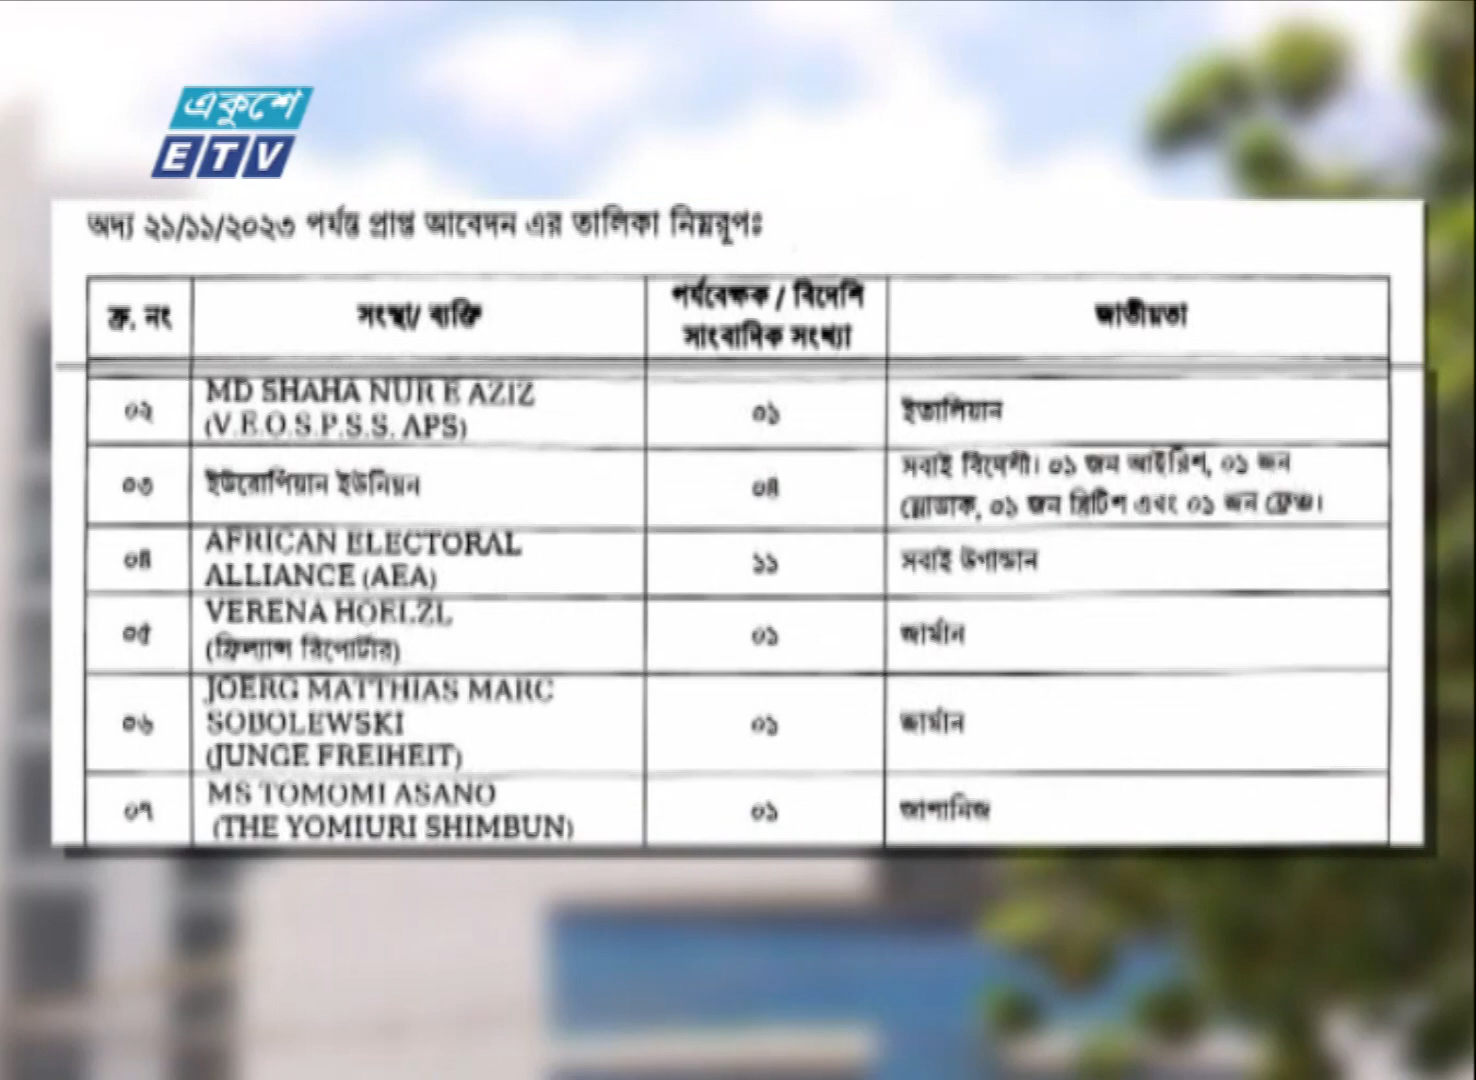 একুশে
ETV
অদ্য ২১/১১/২০২৩ পর্যন্ত প্রাপ্ত আবেদন এর তালিকা নিম্নরূপঃ
ক্র. নং
সংস্থা/ ব্যক্তি
পর্যবেক্ষক / বিদেশি
সাংবাদিক সংখ্যা
জাতীয়তা
০২
MD SHAHA NUR E AZIZ
(V.E.O.S.P.S.S. APS)
০১
ইতালিয়ান
০৩
ইউরোপিয়ান ইউনিয়ন
০৪
সবাই বিদেশী। ০১ জন আইরিশ, ০১ জন
স্লোভাক, ০১ জন ব্রিটিশ এবং ০১ জন ফ্রেঞ্চ।
০৪
AFRICAN ELECTORAL
ALLIANCE (AEA)
১১
সবাই উগান্ডান
০৫
VERENA HOELZL
(ফ্রিল্যান্স রিপোর্টার)
০১
জার্মান
০৬
JOERG MATTHIAS MARC
SOBOLEWSKI
(JUNGE FREIHEIT)
০১
জার্মান
০৭
MS TOMOMI ASANO
(THE YOMIURI SHIMBUN)
০১
জাপানিজ